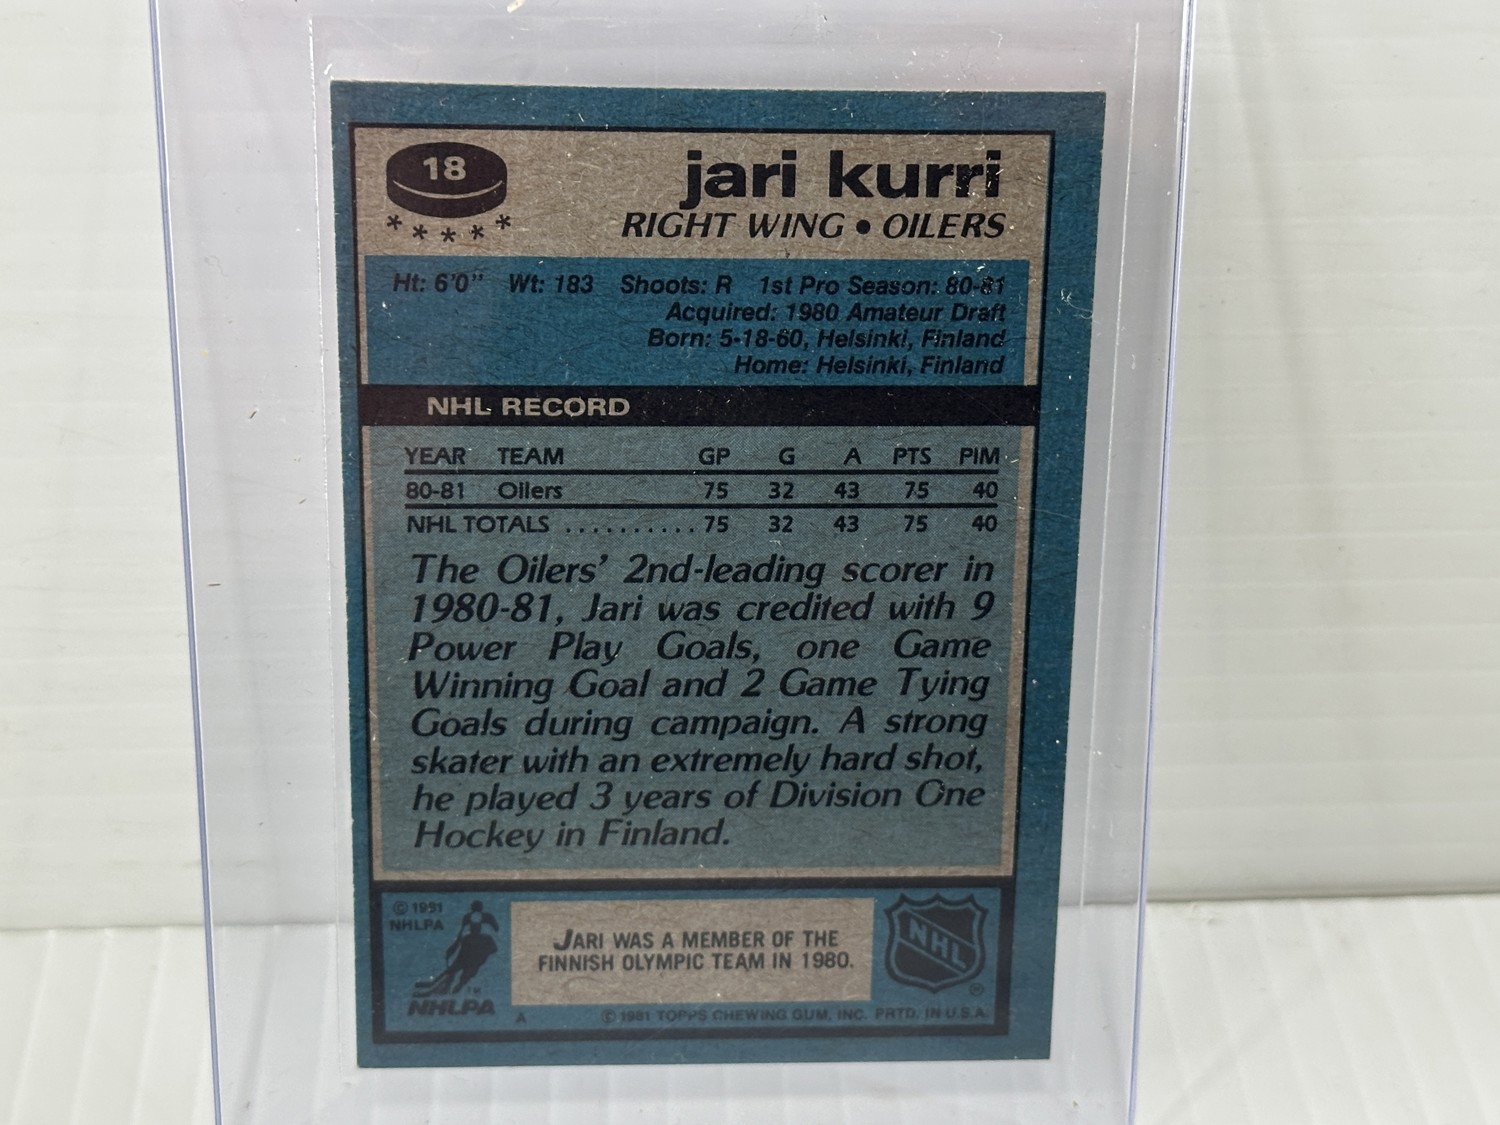 18
jari kurri
RIGHT WING • OILERS
Ht: 6'0" Wt: 183 Shoots: R 1st Pro Season: 80-81
Acquired: 1980 Amateur Draft
Born: 5-18-60, Helsinki, Finland
Home: Helsinki, Finland
NHL RECORD
YEAR TEAM GP G A PTS PIM
80-81 Oilers 75 32 43 75 40
NHL TOTALS .......... 75 32 43 75 40
The Oilers' 2nd-leading scorer in
1980-81, Jari was credited with 9
Power Play Goals, one Game
Winning Goal and 2 Game Tying
Goals during campaign. A strong
skater with an extremely hard shot,
he played 3 years of Division One
Hockey in Finland.
© 1981
NHLPA
JARI WAS A MEMBER OF THE
FINNISH OLYMPIC TEAM IN 1980.
NHL
®
TM
NHLPA
A © 1981 TOPPS CHEWING GUM, INC. PRTD. IN U.S.A.